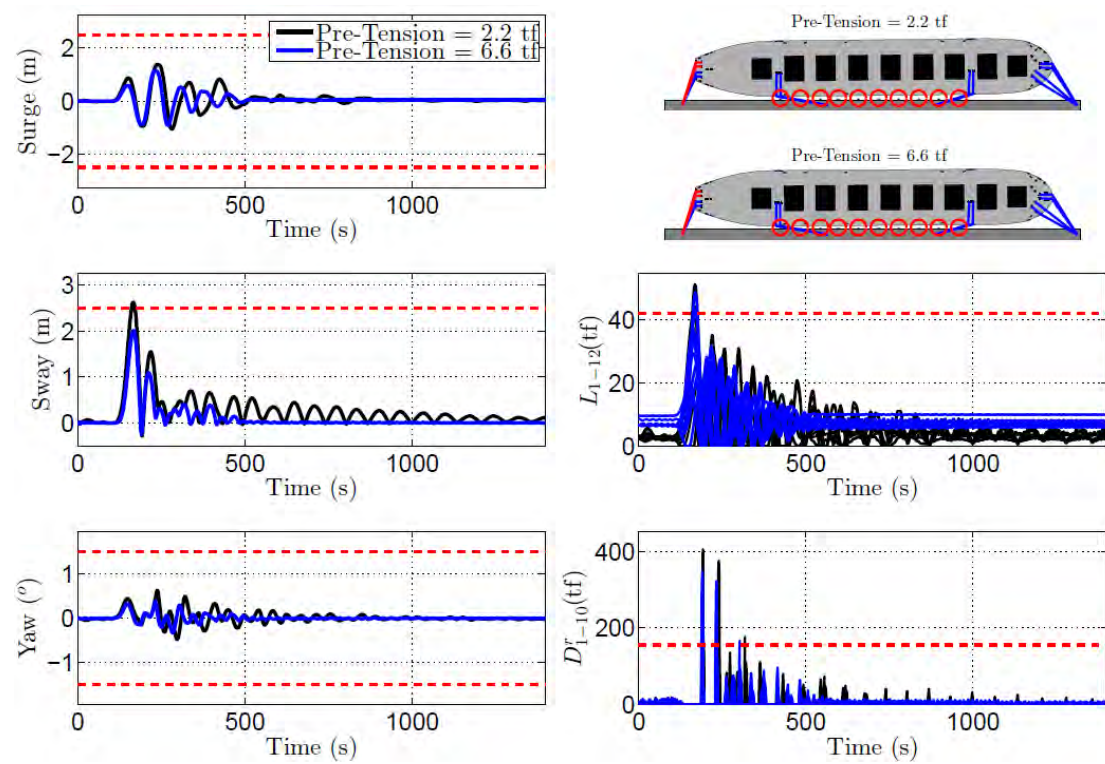 Surge (m)
2
0
−2
0
500
1000
Time (s)
Pre-Tension = 2.2 tf
Pre-Tension = 6.6 tf
Pre-Tension = 2.2 tf
Pre-Tension = 6.6 tf
Sway (m)
3
2
1
0
0
500
1000
Time (s)
L1−12(tf)
40
20
0
0
500
1000
Time (s)
Yaw (o)
1
0
−1
0
500
1000
Time (s)
Dr1−10(tf)
400
200
0
0
500
1000
Time (s)